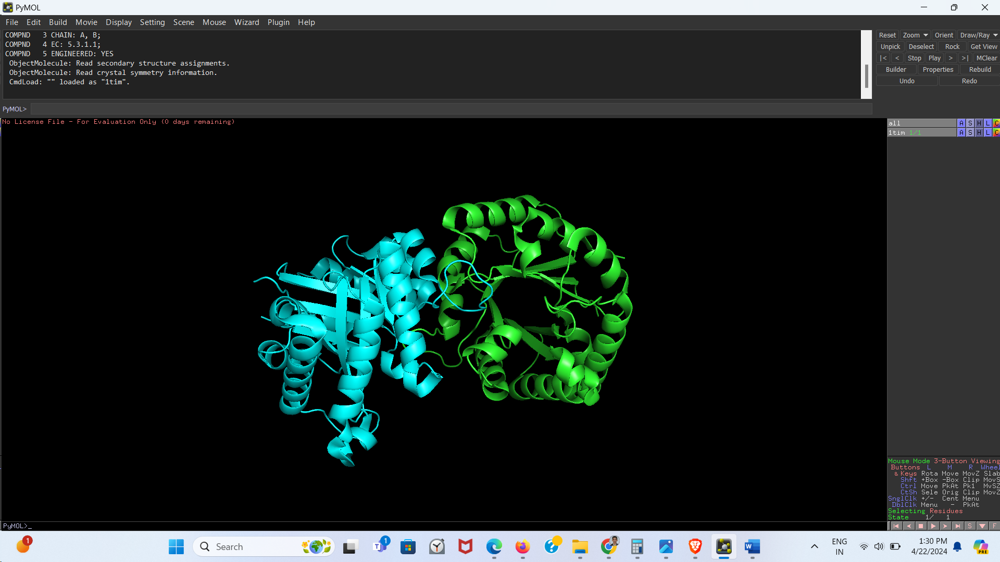 PyMOL
File Edit Build Movie Display Setting Scene Mouse Wizard Plugin Help
COMPND   3 CHAIN: A, B;
COMPND   4 EC: 5.3.1.1;
COMPND   5 ENGINEERED: YES
ObjectMolecule: Read secondary structure assignments.
ObjectMolecule: Read crystal symmetry information.
CmdLoad: "" loaded as "1tim".
Reset Zoom Orient Draw/Ray
Unpick Deselect Rock Get View
|< < Stop Play > >| MClear
Builder Properties Rebuild
Undo Redo
PyMOL>
No License File - For Evaluation Only (0 days remaining)
all A S H L C
1tim 1/1 A S H L C
Mouse Mode 3-Button Viewing
Buttons L M R Wheel
& Keys Rota Move MovZ Slab
Shft +Box -Box Clip MovS
Ctrl Move PkAt Pk1 MvSZ
CtSh Sele Orig Clip MovZ
SnglClk +/- Cent Menu
DblClk Menu - PkAt
Selecting Residues
State 1/ 1
PyMOL>_
S F
1
Search
1
ENG
IN
1:30 PM
4/22/2024
PRE